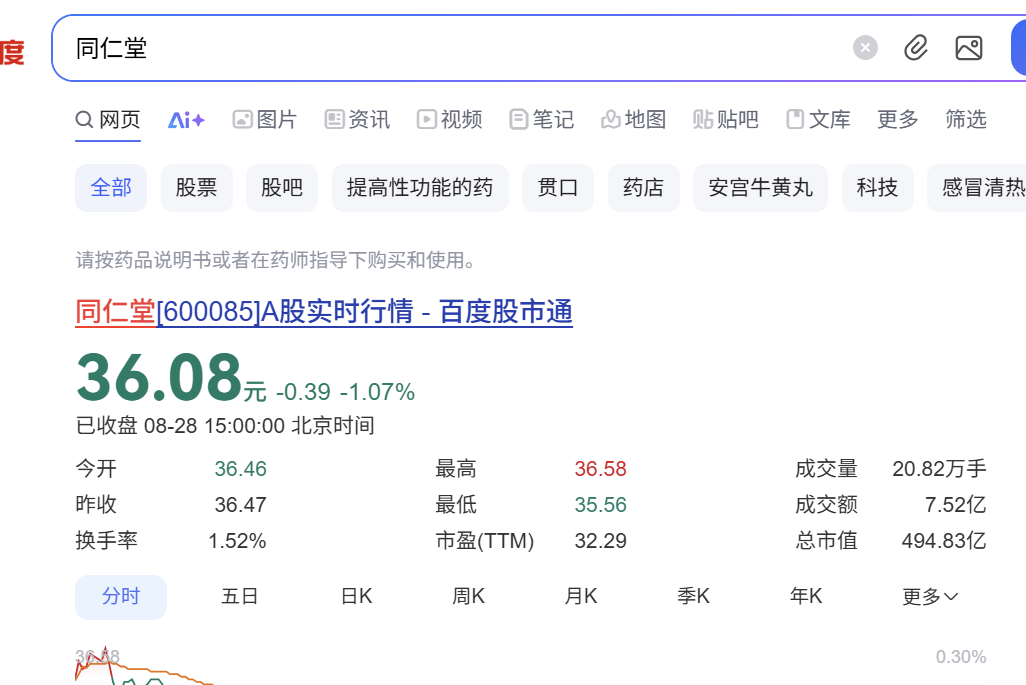 度
同仁堂
网页 Ai+ 图片 资讯 视频 笔记 地图 贴吧 文库 更多 筛选
全部 股票 股吧 提高性功能的药 贯口 药店 安宫牛黄丸 科技 感冒清热
请按药品说明书或者在药师指导下购买和使用。
同仁堂[600085]A股实时行情 - 百度股市通
36.08元 -0.39 -1.07%
已收盘 08-28 15:00:00 北京时间
今开 36.46 最高 36.58 成交量 20.82万手
昨收 36.47 最低 35.56 成交额 7.52亿
换手率 1.52% 市盈(TTM) 32.29 总市值 494.83亿
分时 五日 日K 周K 月K 季K 年K 更多
36.58 0.30%